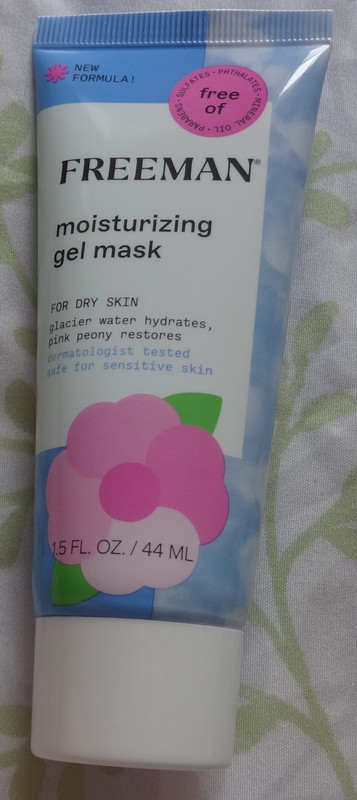 NEW
FORMULA!
SULFATES • PHTHALATES • MINERAL OIL • PARABENS •
free
of
FREEMAN®
moisturizing
gel mask
FOR DRY SKIN
glacier water hydrates,
pink peony restores
dermatologist tested
safe for sensitive skin
1.5 FL. OZ. / 44 ML